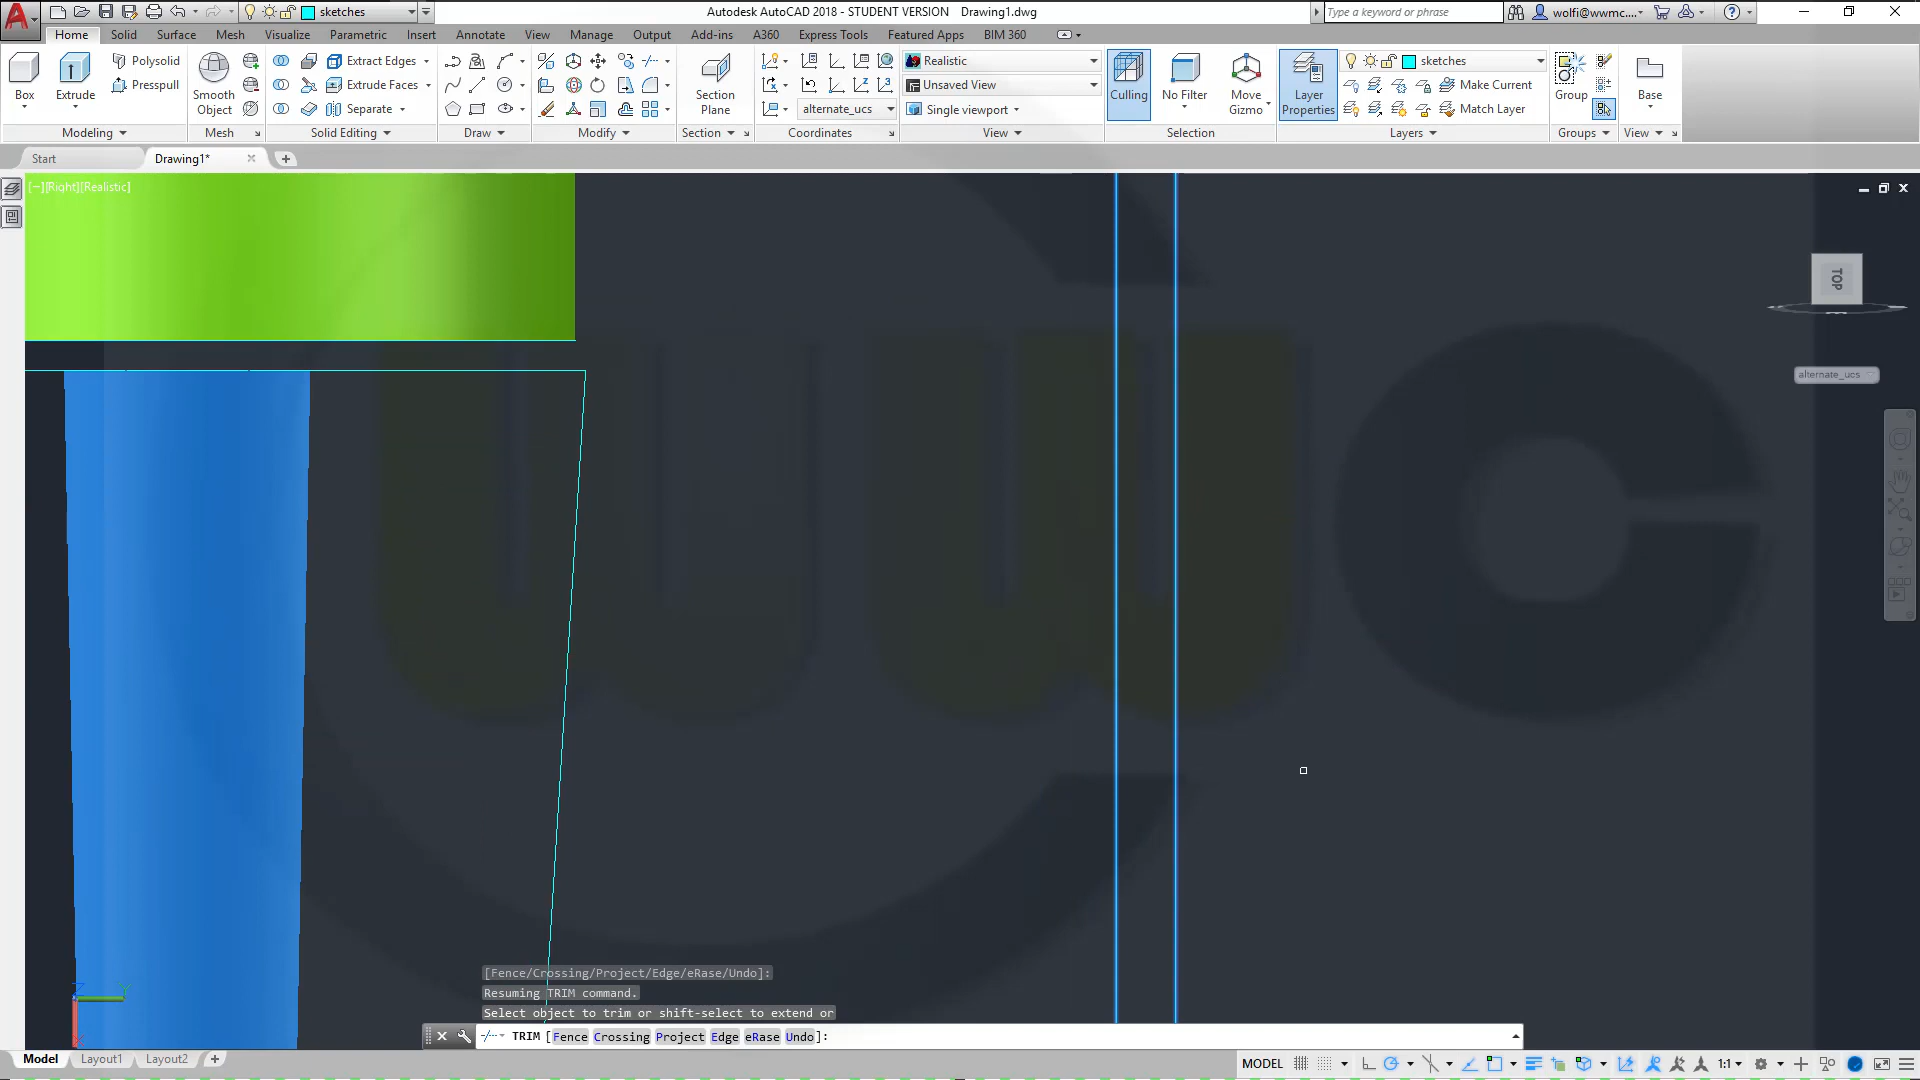 sketches
Autodesk AutoCAD 2018 - STUDENT VERSION Drawing1.dwg
Type a keyword or phrase
wolfi@wwmc....
Home Solid Surface Mesh Visualize Parametric Insert Annotate View Manage Output Add-ins A360 Express Tools Featured Apps BIM 360
Polysolid
Presspull
Box
Extrude
Smooth
Object
Extract Edges
Extrude Faces
Separate
Section
Plane
alternate_ucs
Realistic
Unsaved View
Single viewport
Culling
No Filter
Move
Gizmo
Layer
Properties
sketches
Make Current
Match Layer
Group
Base
Modeling Mesh Solid Editing Draw Modify Section Coordinates View Selection Layers Groups View
Start Drawing1*
[−][Right][Realistic]
TOP
alternate_ucs
wwc
Z
Y
[Fence/Crossing/Project/Edge/eRase/Undo]:
Resuming TRIM command.
Select object to trim or shift-select to extend or
TRIM [Fence Crossing Project Edge eRase Undo]:
Model Layout1 Layout2
MODEL 1:1